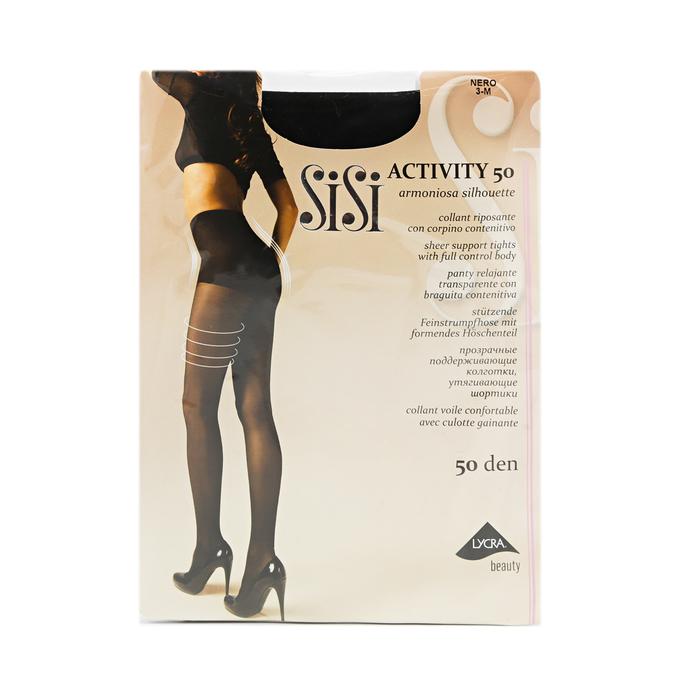 NERO
3-M
SiSi
ACTIVITY 50
armoniosa silhouette
collant riposante
con corpino contenitivo
sheer support tights
with full control body
panty relajante
transparente con
braguita contenitiva
stützende
Feinstrumpfhose mit
formendes Höschenteil
прозрачные
поддерживающие
колготки,
утягивающие
шортики
collant voile confortable
avec culotte gainante
50 den
LYCRA
beauty